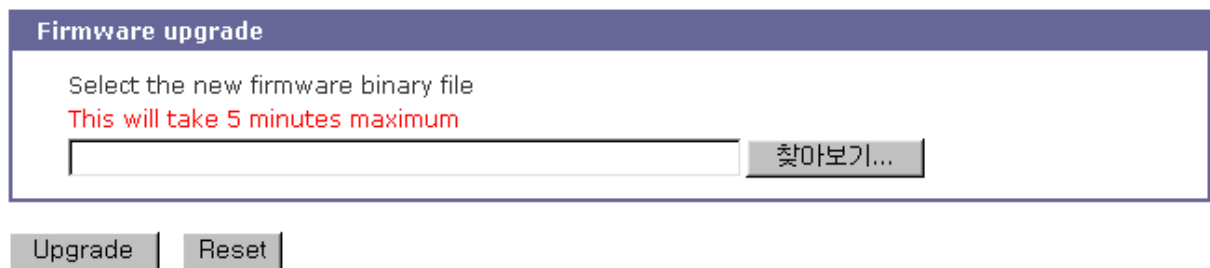 Firmware upgrade
Select the new firmware binary file
This will take 5 minutes maximum
찾아보기...
Upgrade Reset